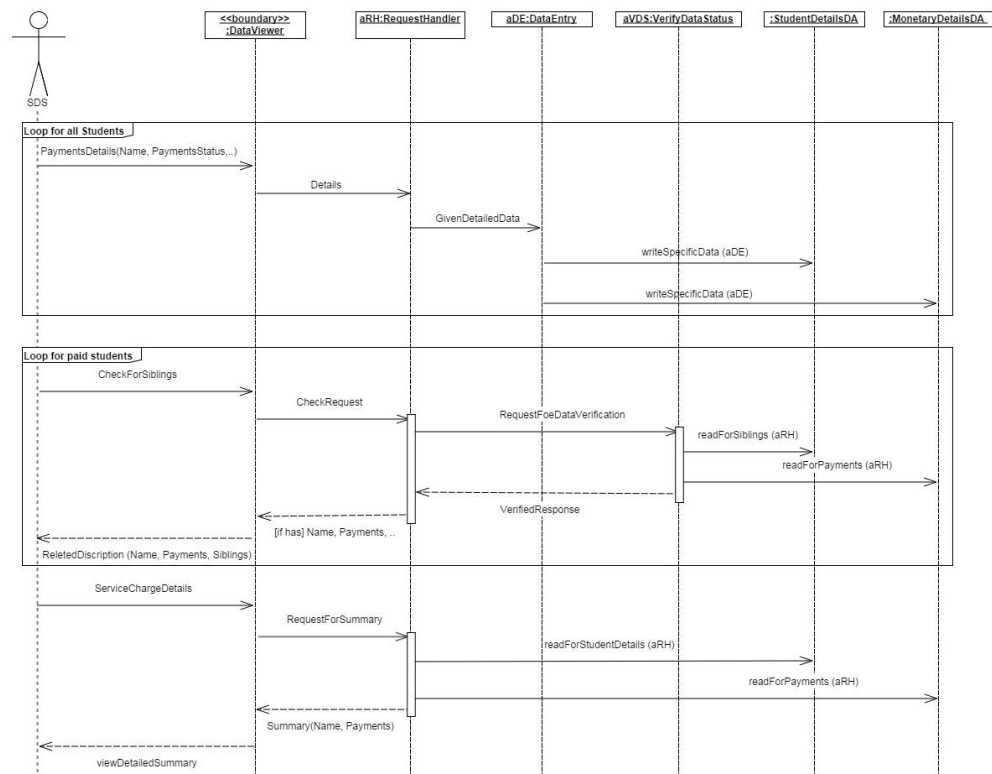 <<boundary>>
:DataViewer
aRH:RequestHandler
aDE:DataEntry
aVDS:VerifyDataStatus
:StudentDetailsDA
:MonetaryDetailsDA
SDS
Loop for all Students
PaymentsDetails(Name, PaymentsStatus,..)
Details
GivenDetailedData
writeSpecificData (aDE)
writeSpecificData (aDE)
Loop for paid students
CheckForSiblings
CheckRequest
RequestFoeDataVerification
readForSiblings (aRH)
readForPayments (aRH)
VerifiedResponse
[if has] Name, Payments, ..
ReletedDiscription (Name, Payments, Siblings)
ServiceChargeDetails
RequestForSummary
readForStudentDetails (aRH)
readForPayments (aRH)
Summary(Name, Payments)
viewDetailedSummary